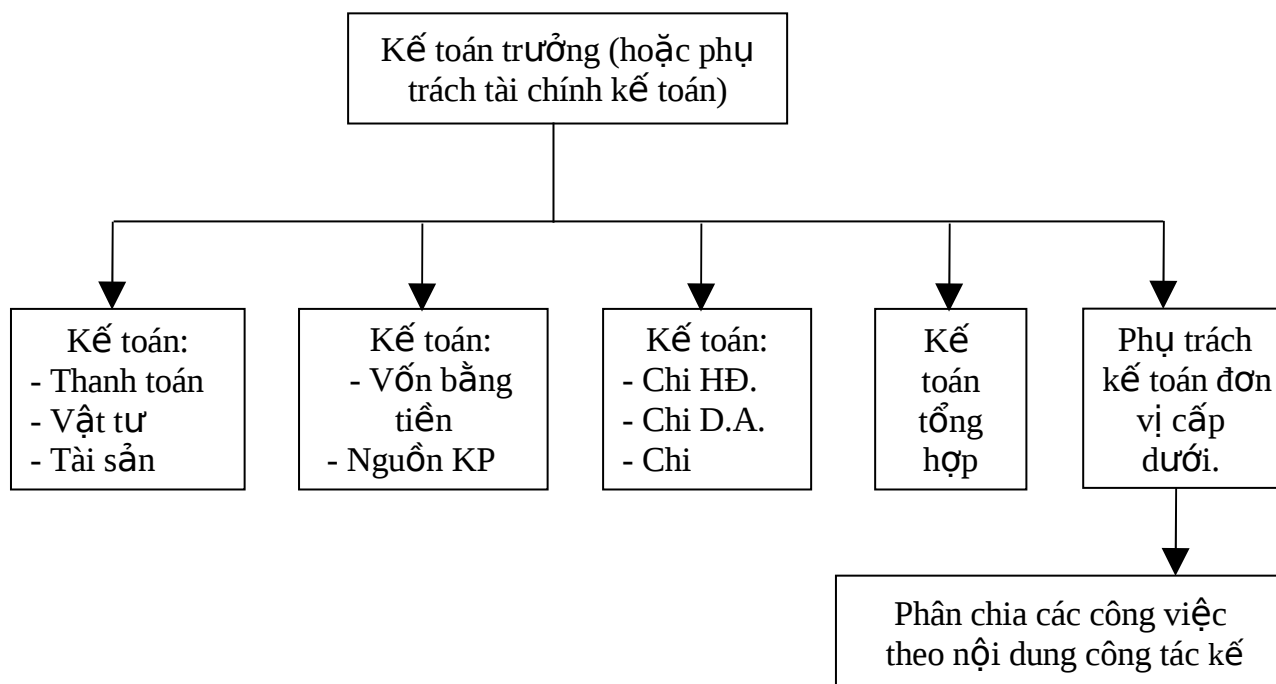 Kế toán trưởng (hoặc phụ
trách tài chính kế toán)
Kế toán:
- Thanh toán
- Vật tư
- Tài sản
Kế toán:
- Vốn bằng
tiền
- Nguồn KP
Kế toán:
- Chi HĐ.
- Chi D.A.
- Chi
Kế
toán
tổng
hợp
Phụ trách
kế toán đơn
vị cấp
dưới.
Phân chia các công việc
theo nội dung công tác kế